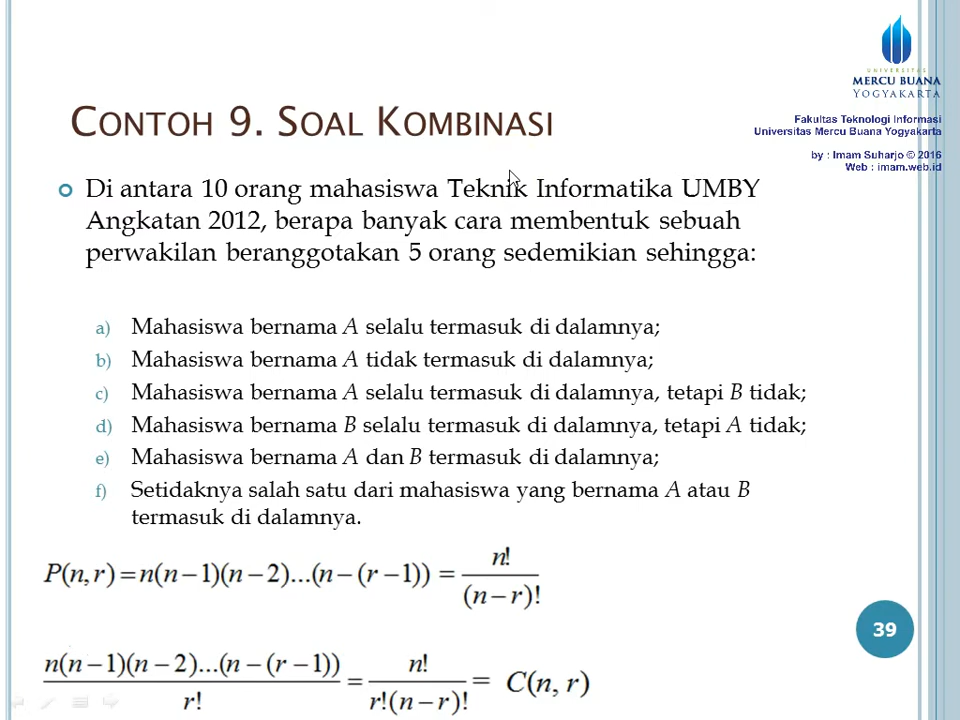 UNIVERSITAS
MERCU BUANA
YOGYAKARTA
CONTOH 9. SOAL KOMBINASI
Fakultas Teknologi Informasi
Universitas Mercu Buana Yogyakarta
by : Imam Suharjo © 2016
Web : imam.web.id
Di antara 10 orang mahasiswa Teknik Informatika UMBY
Angkatan 2012, berapa banyak cara membentuk sebuah
perwakilan beranggotakan 5 orang sedemikian sehingga:
a) Mahasiswa bernama A selalu termasuk di dalamnya;
b) Mahasiswa bernama A tidak termasuk di dalamnya;
c) Mahasiswa bernama A selalu termasuk di dalamnya, tetapi B tidak;
d) Mahasiswa bernama B selalu termasuk di dalamnya, tetapi A tidak;
e) Mahasiswa bernama A dan B termasuk di dalamnya;
f) Setidaknya salah satu dari mahasiswa yang bernama A atau B
termasuk di dalamnya.
P(n,r) = n(n−1)(n−2)...(n−(r−1)) = n! / (n−r)!
39
n(n−1)(n−2)...(n−(r−1)) / r! = n! / r!(n−r)! = C(n, r)